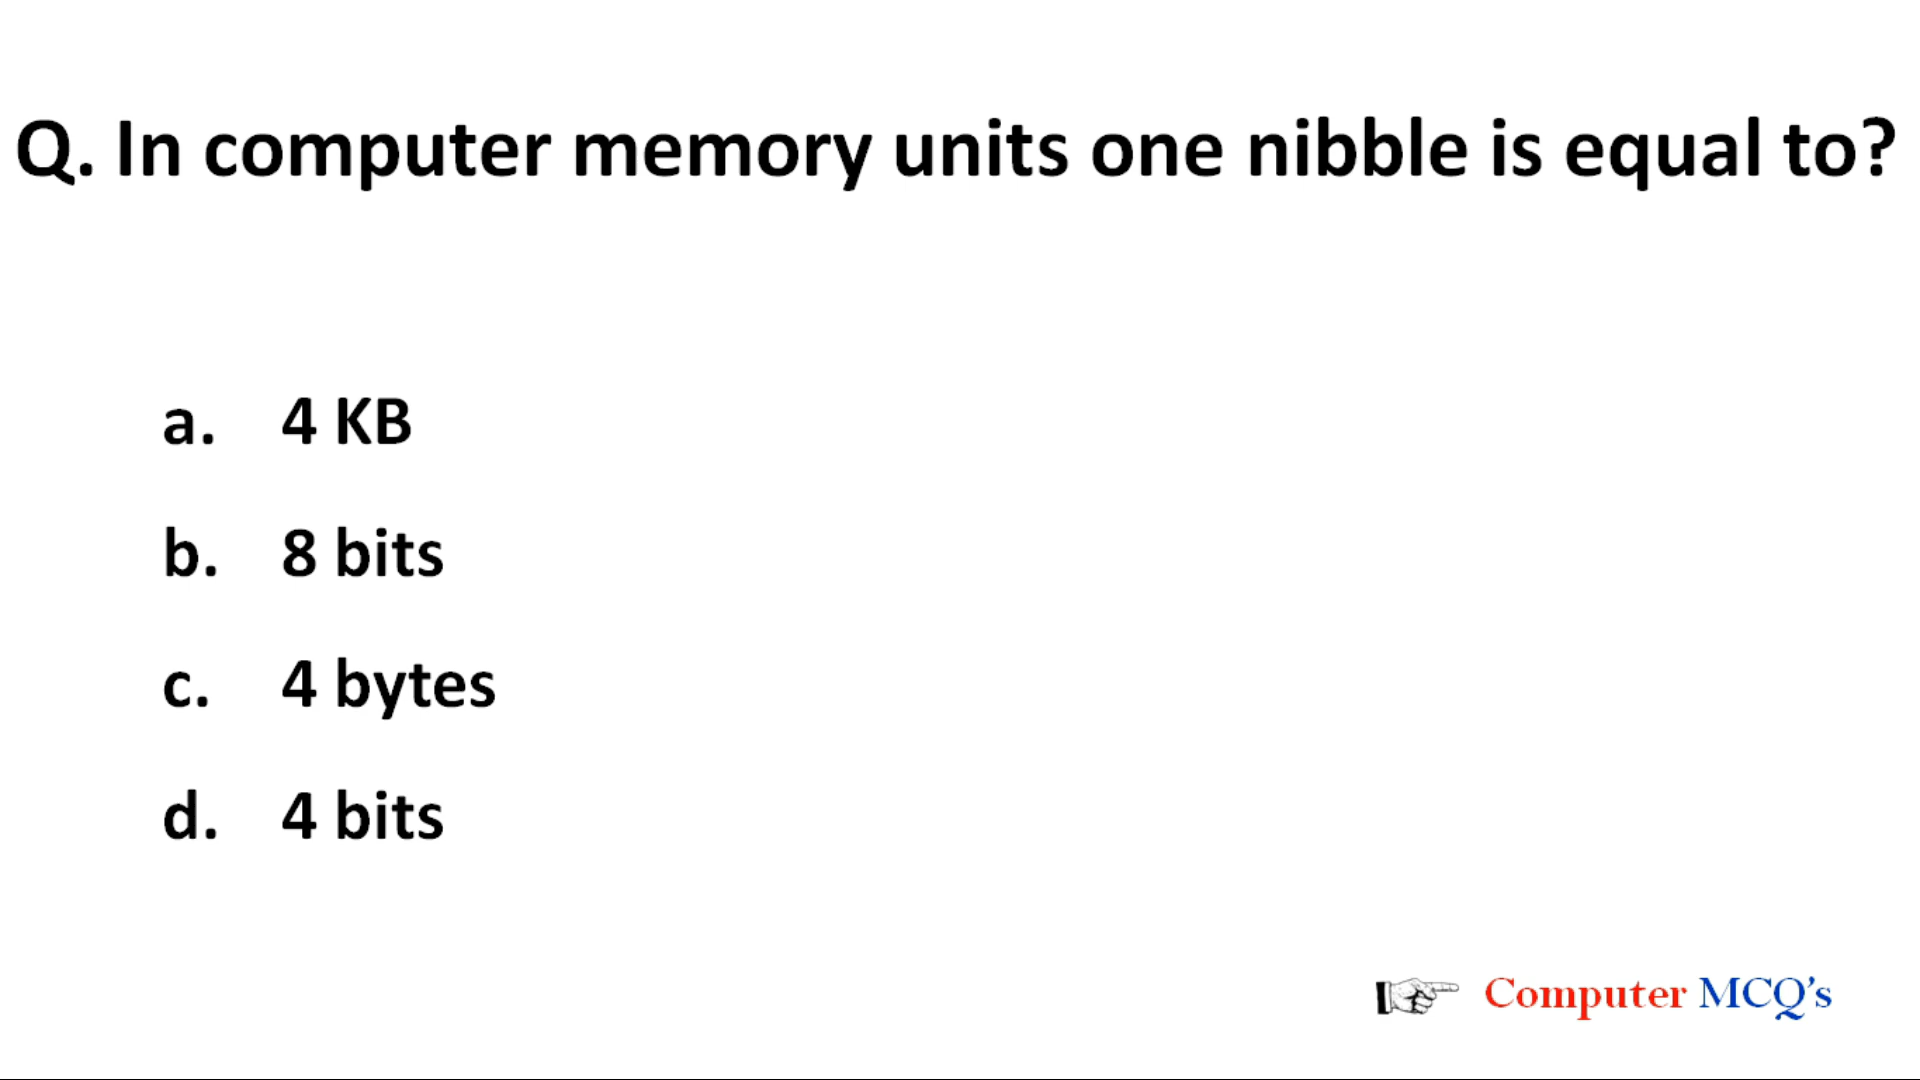 Q. In computer memory units one nibble is equal to?
a. 4 KB
b. 8 bits
c. 4 bytes
d. 4 bits
Computer MCQ's